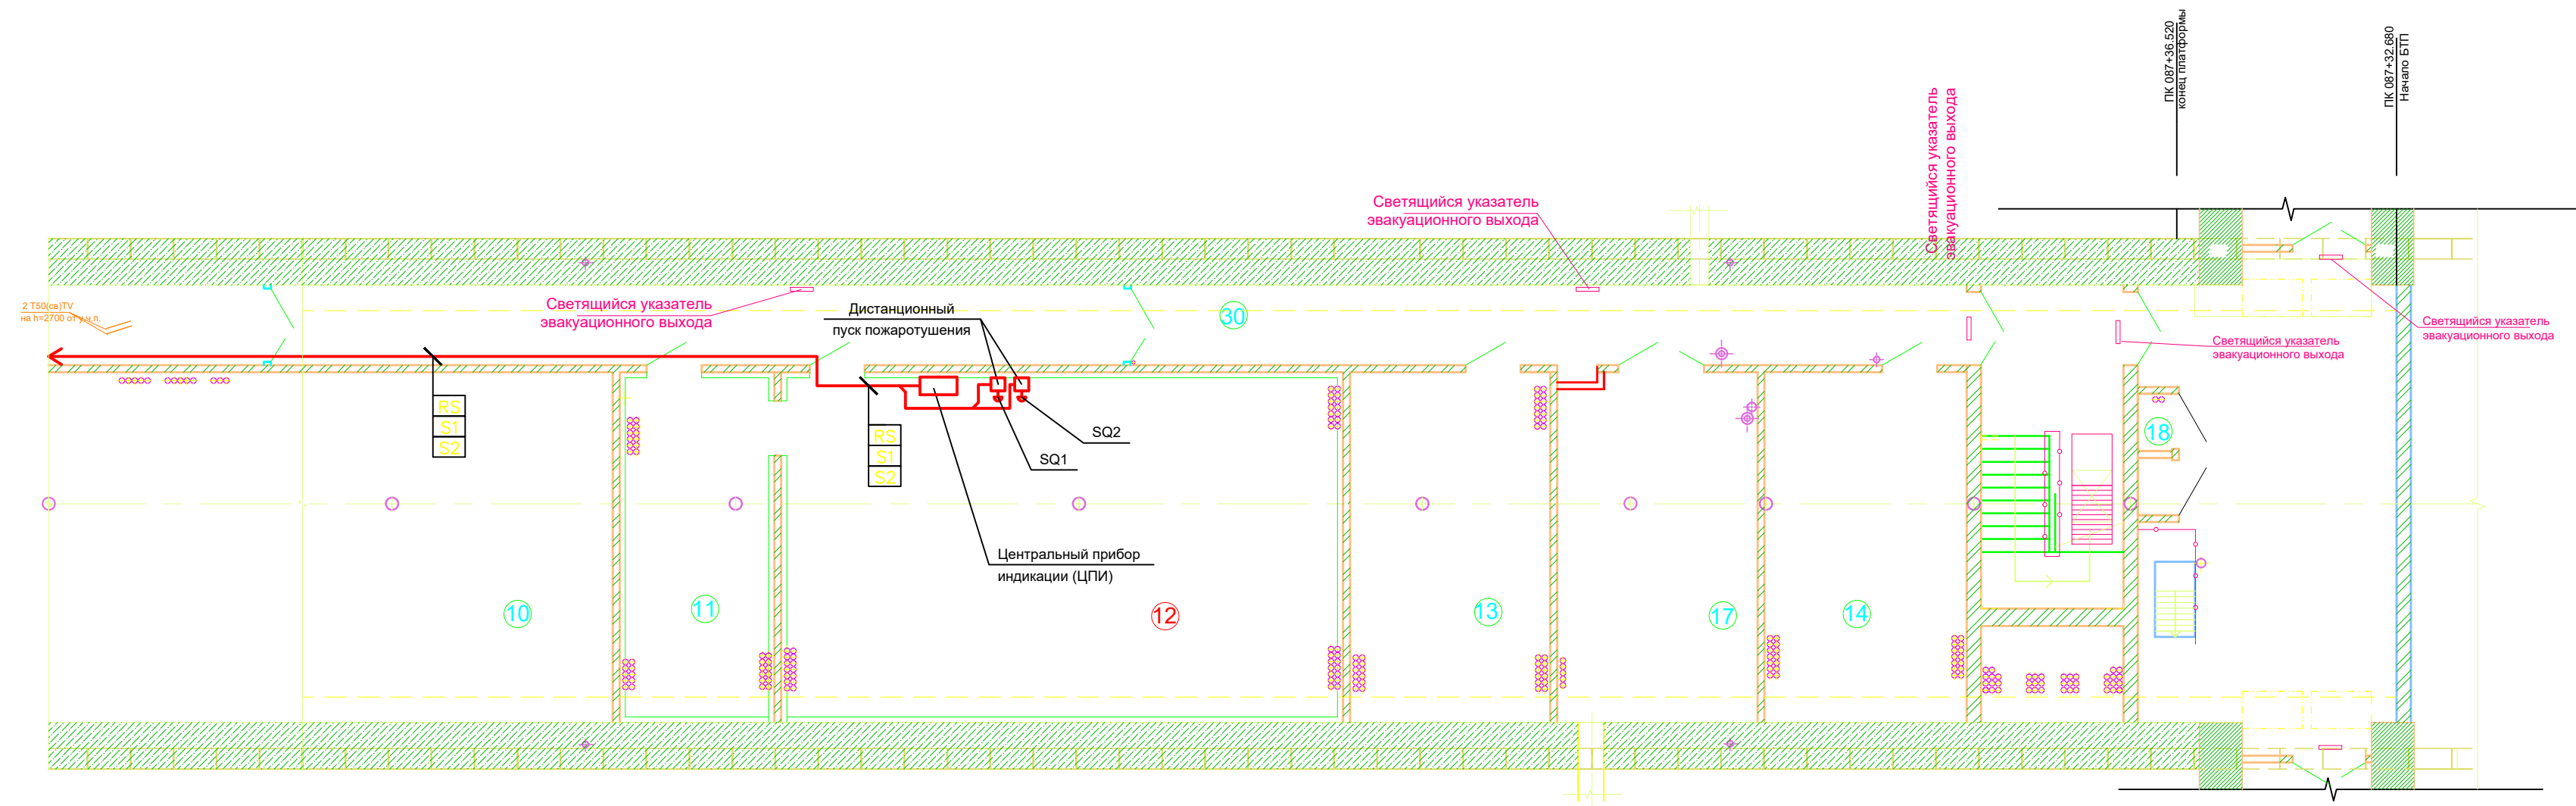 ПК 087+36.520
конец платформы
ПК 087+32.680
Начало БТП
Светящийся указатель
эвакуационного выхода
Светящийся указатель
эвакуационного выхода
2 Т50(св)TV
на h=2700 от у.ч.п.
Светящийся указатель
эвакуационного выхода
Дистанционный
пуск пожаротушения
30
Светящийся указатель
эвакуационного выхода
Светящийся указатель
эвакуационного выхода
RS
S1
S2
RS
S1
S2
SQ2
SQ1
18
Центральный прибор
индикации (ЦПИ)
10
11
12
13
17
14